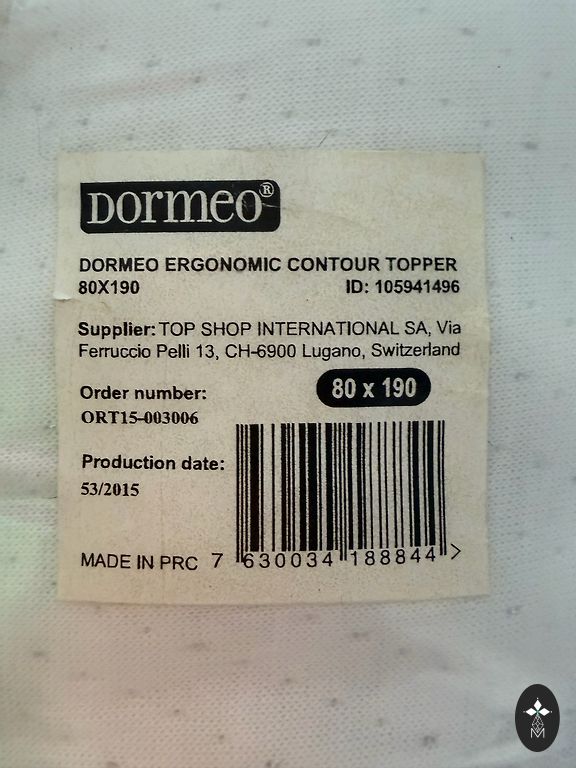 Dormeo®
DORMEO ERGONOMIC CONTOUR TOPPER
80X190 ID: 105941496
Supplier: TOP SHOP INTERNATIONAL SA, Via
Ferruccio Pelli 13, CH-6900 Lugano, Switzerland
80 x 190
Order number:
ORT15-003006
Production date:
53/2015
MADE IN PRC 7 630034 188844 >
M